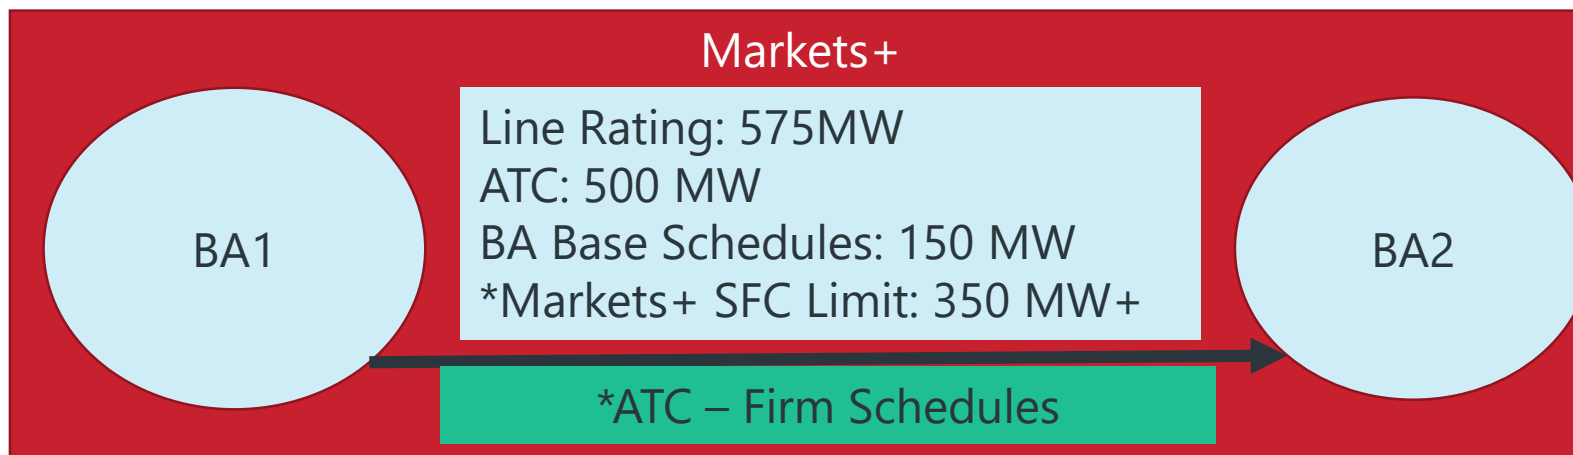 Markets+
Line Rating: 575MW
ATC: 500 MW
BA Base Schedules: 150 MW
*Markets+ SFC Limit: 350 MW+
BA1
BA2
*ATC – Firm Schedules